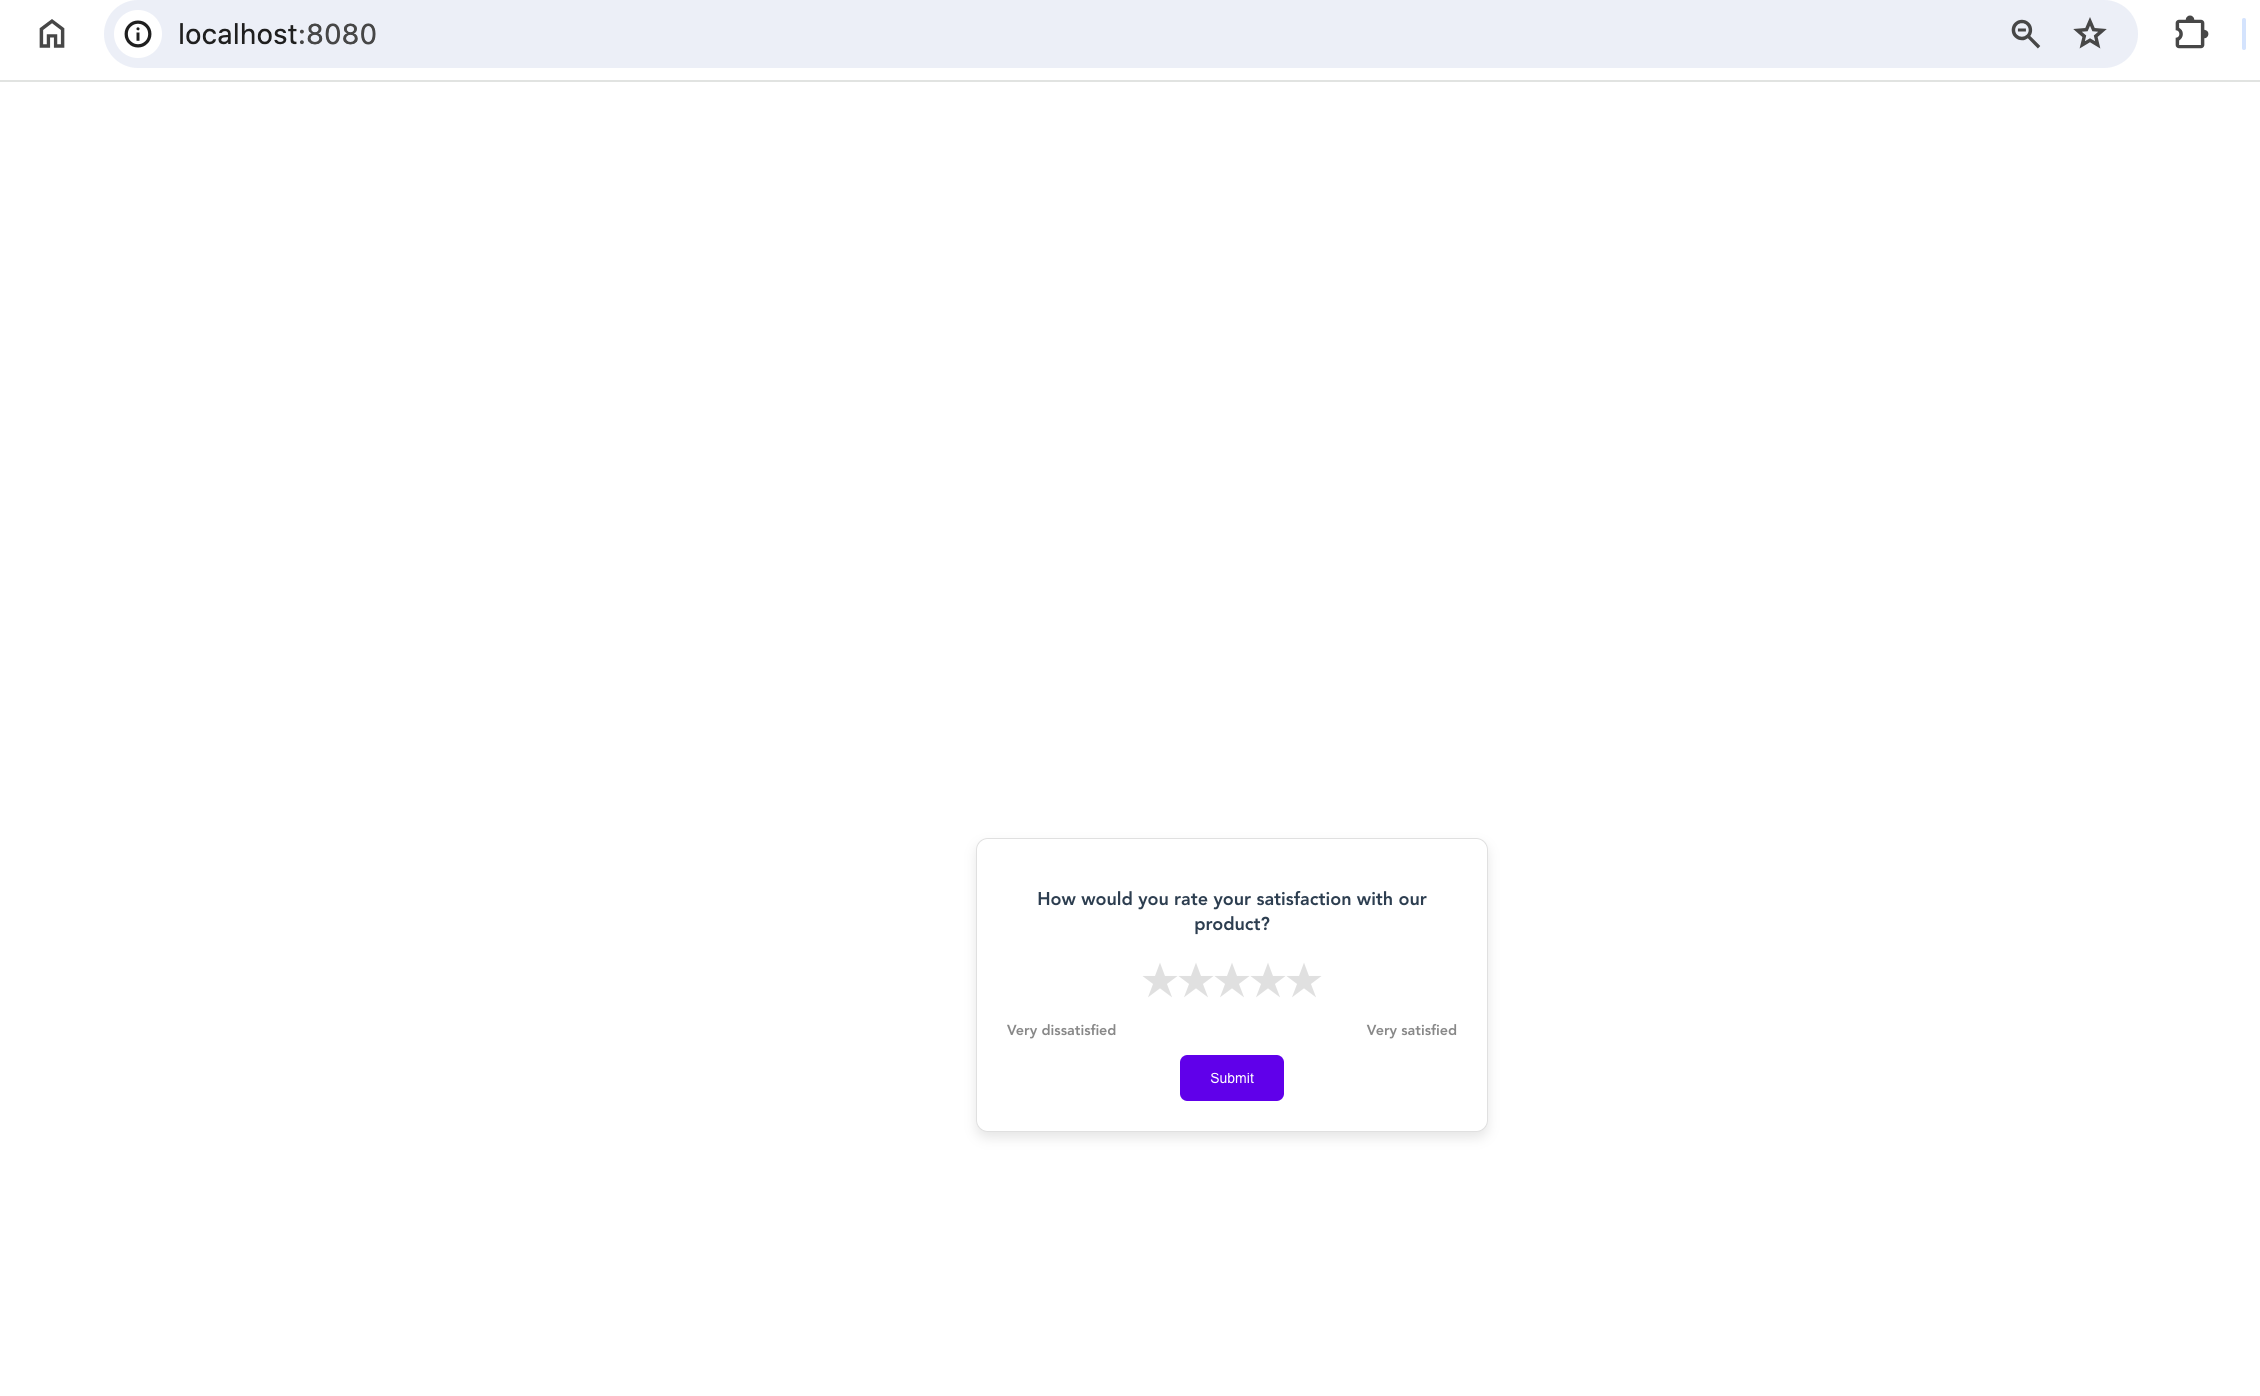 localhost:8080
How would you rate your satisfaction with our
product?
Very dissatisfied
Very satisfied
Submit